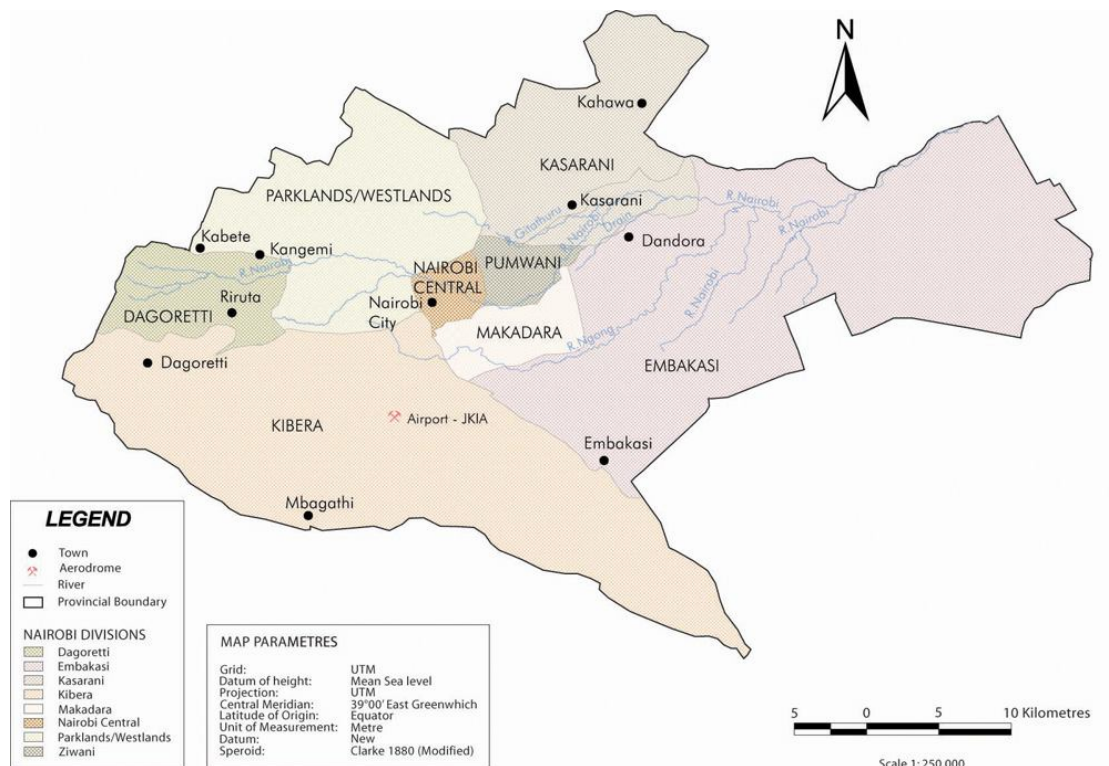 N
Kahawa
KASARANI
PARKLANDS/WESTLANDS
Kasarani
R.Nairobi
R.Gitathuru
R.Nairobi
Drain
R.Nairobi
Kabete
Kangemi
Dandora
R.Nairobi
NAIROBI
CENTRAL
PUMWANI
Riruta
DAGORETTI
Nairobi
City
MAKADARA
R.Nairobi
R.Ngong
Dagoretti
EMBAKASI
KIBERA
Airport - JKIA
Embakasi
Mbagathi
LEGEND
Town
Aerodrome
River
Provincial Boundary
NAIROBI DIVISIONS
Dagoretti
Embakasi
Kasarani
Kibera
Makadara
Nairobi Central
Parklands/Westlands
Ziwani
MAP PARAMETRES
Grid: UTM
Datum of height: Mean Sea level
Projection: UTM
Central Meridian: 39°00' East Greenwhich
Latitude of Origin: Equator
Unit of Measurement: Metre
Datum: New
Speroid: Clarke 1880 (Modified)
5 0 5 10 Kilometres
Scale 1: 250,000